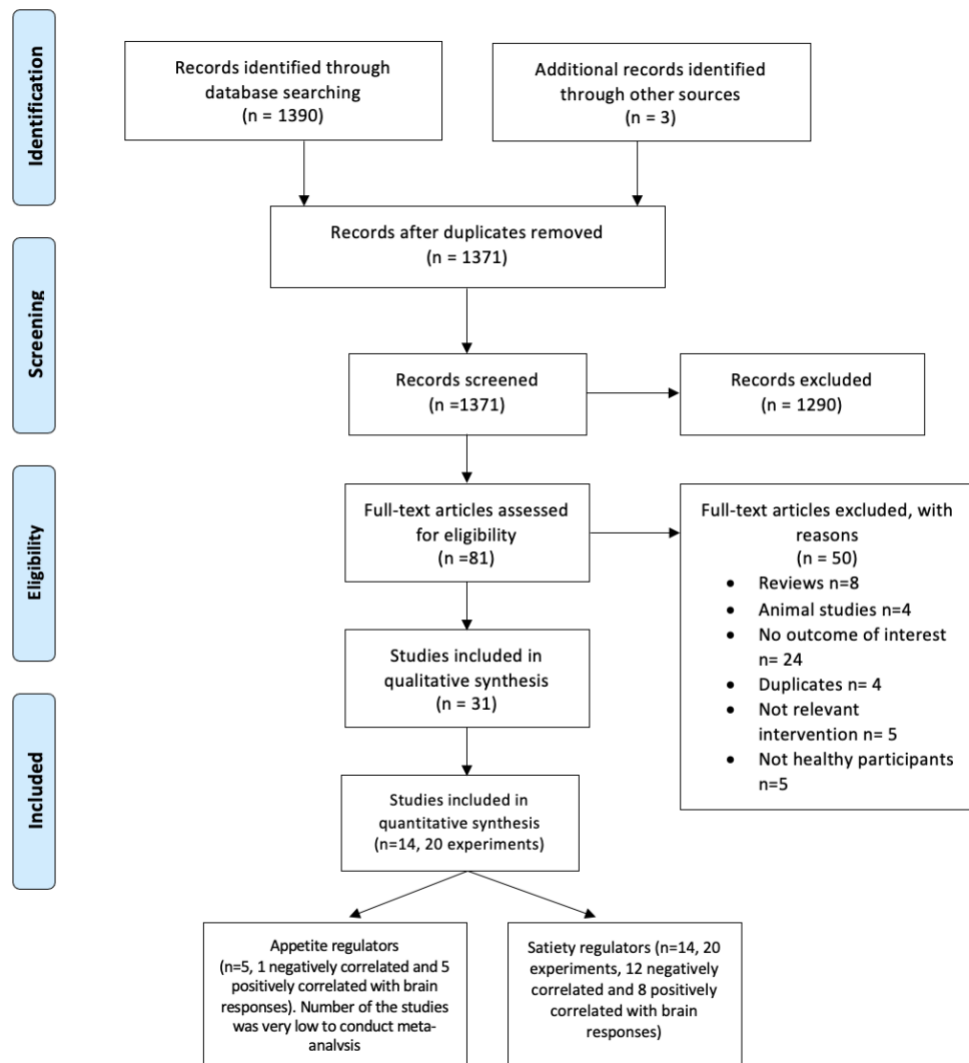 Identification
Records identified through
database searching
(n = 1390)
Additional records identified
through other sources
(n = 3)
Records after duplicates removed
(n = 1371)
Screening
Records screened
(n =1371)
Records excluded
(n = 1290)
Eligibility
Full-text articles assessed
for eligibility
(n =81)
Full-text articles excluded, with
reasons
(n = 50)
• Reviews n=8
• Animal studies n=4
• No outcome of interest
n= 24
• Duplicates n= 4
• Not relevant
intervention n= 5
• Not healthy participants
n=5
Studies included in
qualitative synthesis
(n = 31)
Included
Studies included in
quantitative synthesis
(n=14, 20 experiments)
Appetite regulators
(n=5, 1 negatively correlated and 5
positively correlated with brain
responses). Number of the studies
was very low to conduct meta-
analysis
Satiety regulators (n=14, 20
experiments, 12 negatively
correlated and 8 positively
correlated with brain
responses)